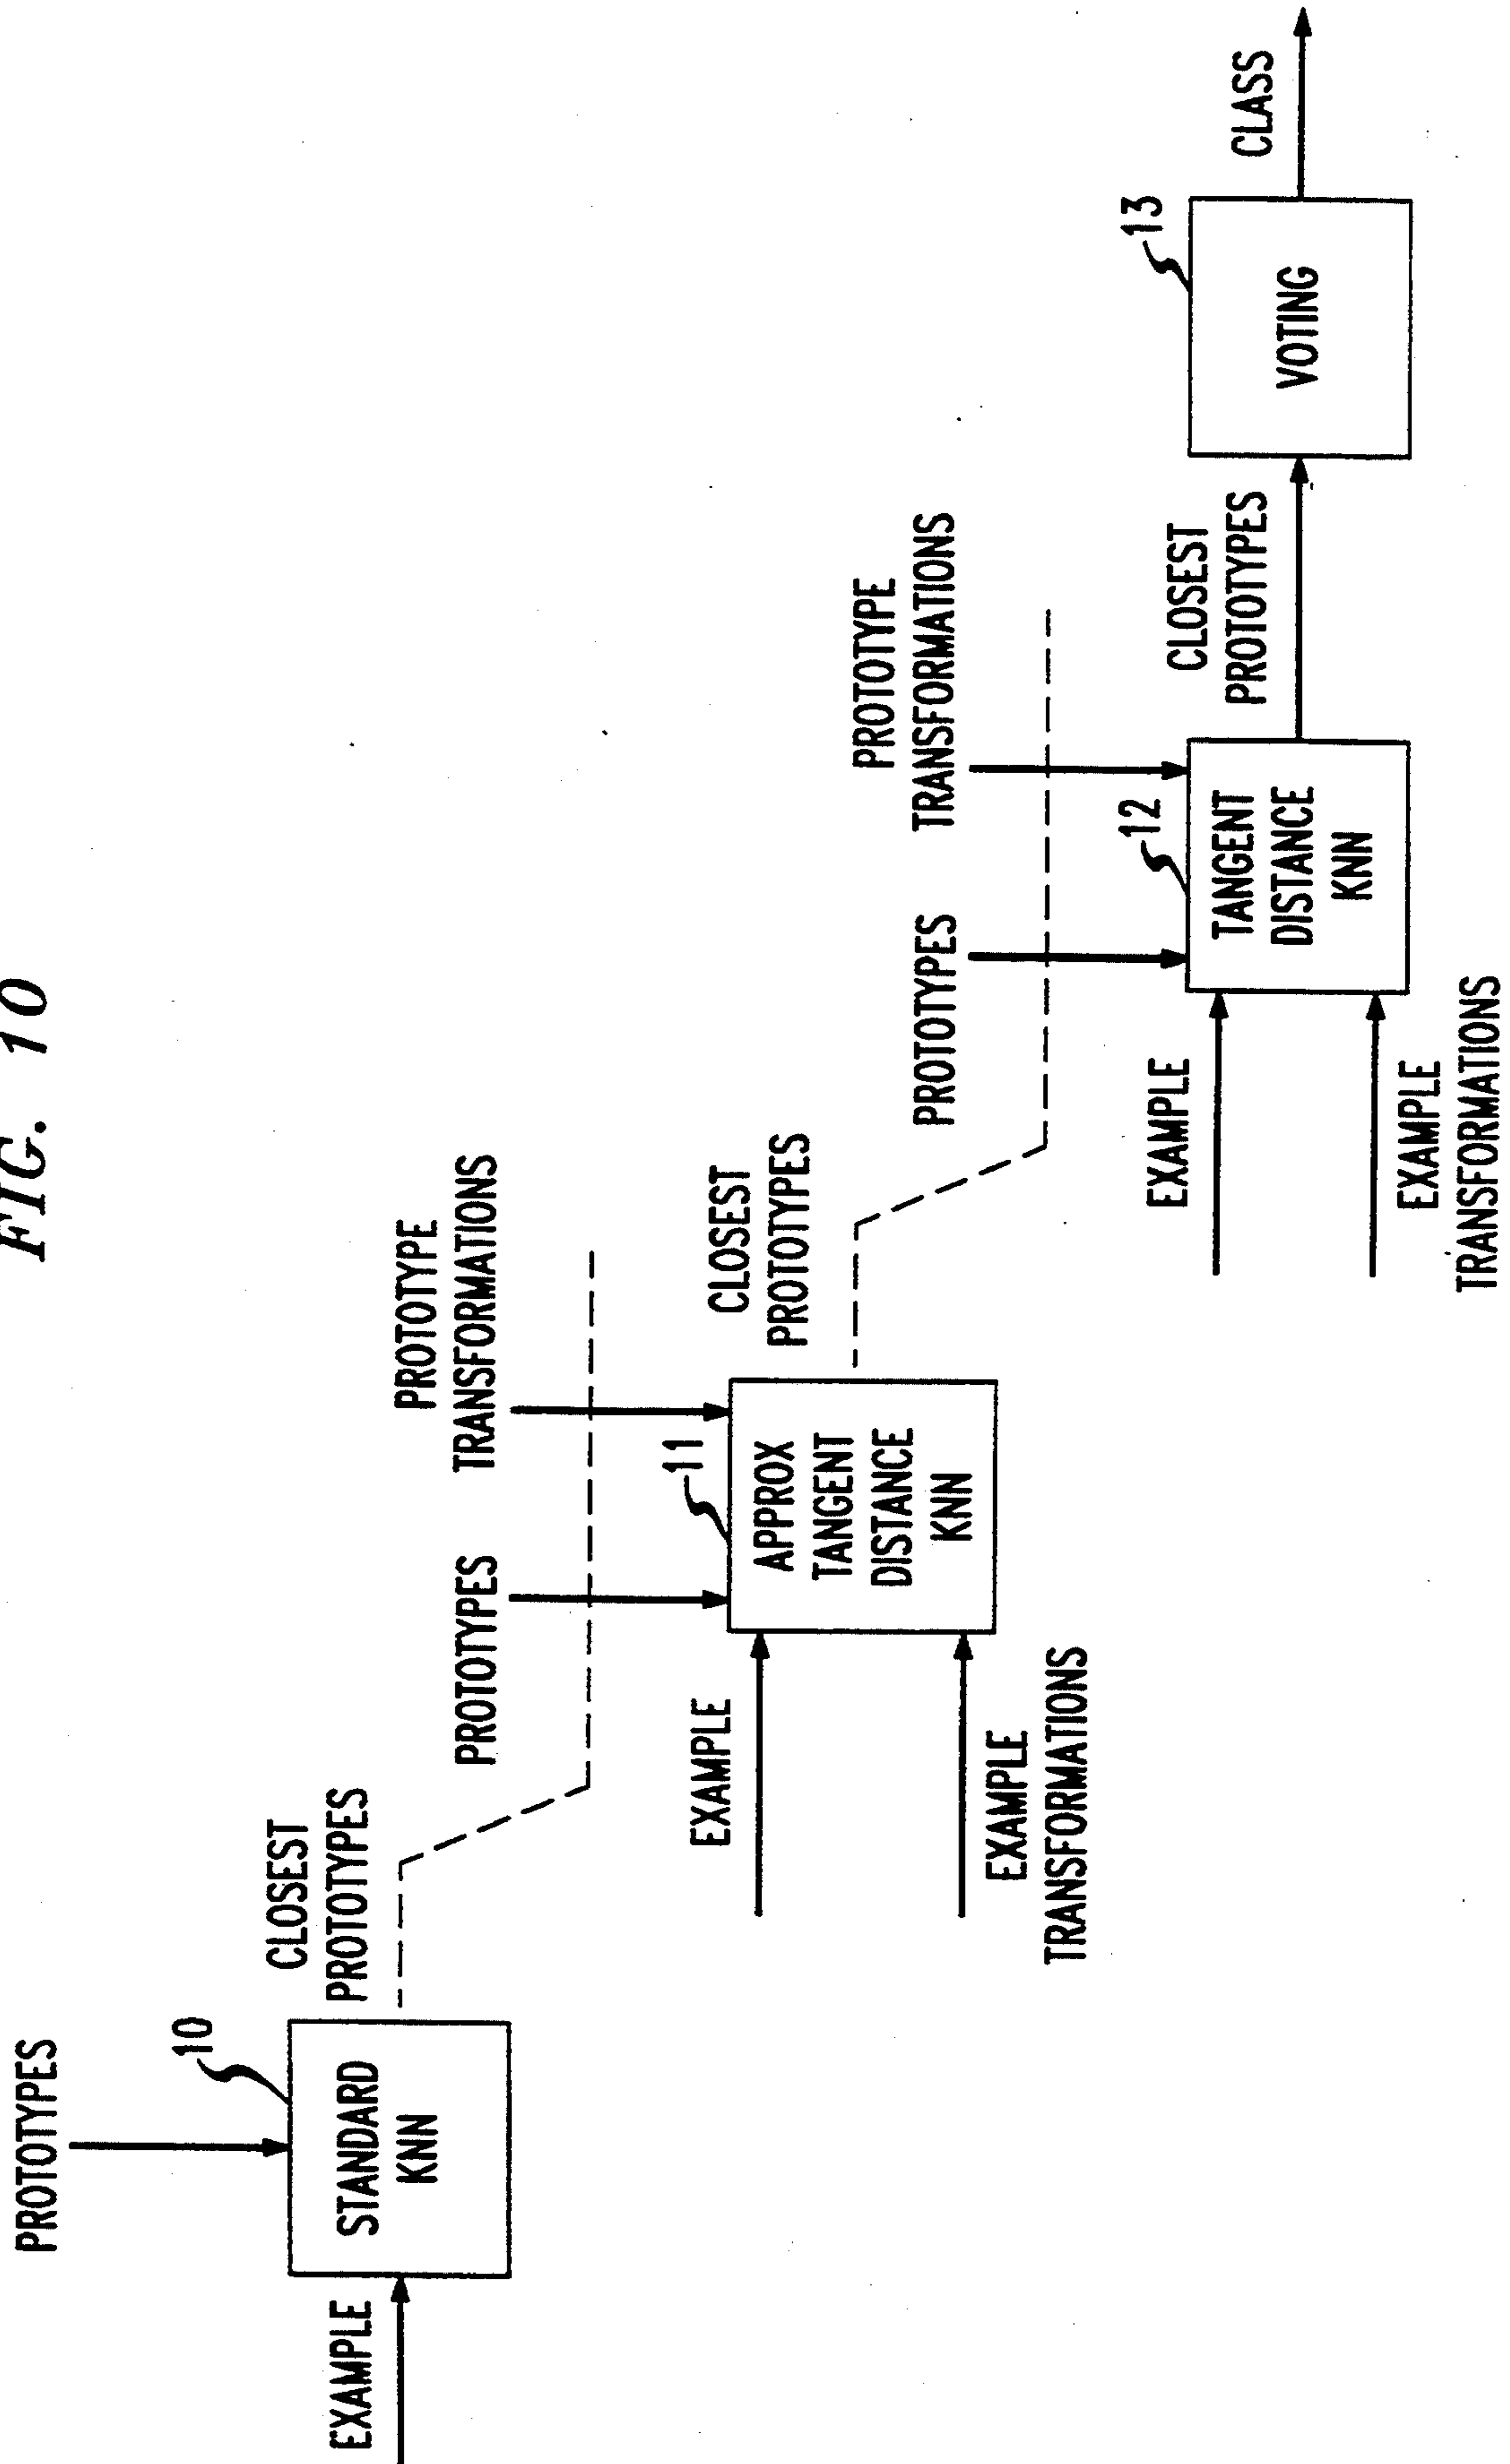 FIG. 10
PROTOTYPES
10
EXAMPLE
STANDARD
KNN
CLOSEST
PROTOTYPES
PROTOTYPES
PROTOTYPE
TRANSFORMATIONS
11
EXAMPLE
APPROX
TANGENT
DISTANCE
KNN
EXAMPLE
TRANSFORMATIONS
CLOSEST
PROTOTYPES
PROTOTYPES
PROTOTYPE
TRANSFORMATIONS
12
EXAMPLE
TANGENT
DISTANCE
KNN
EXAMPLE
TRANSFORMATIONS
CLOSEST
PROTOTYPES
13
VOTING
CLASS